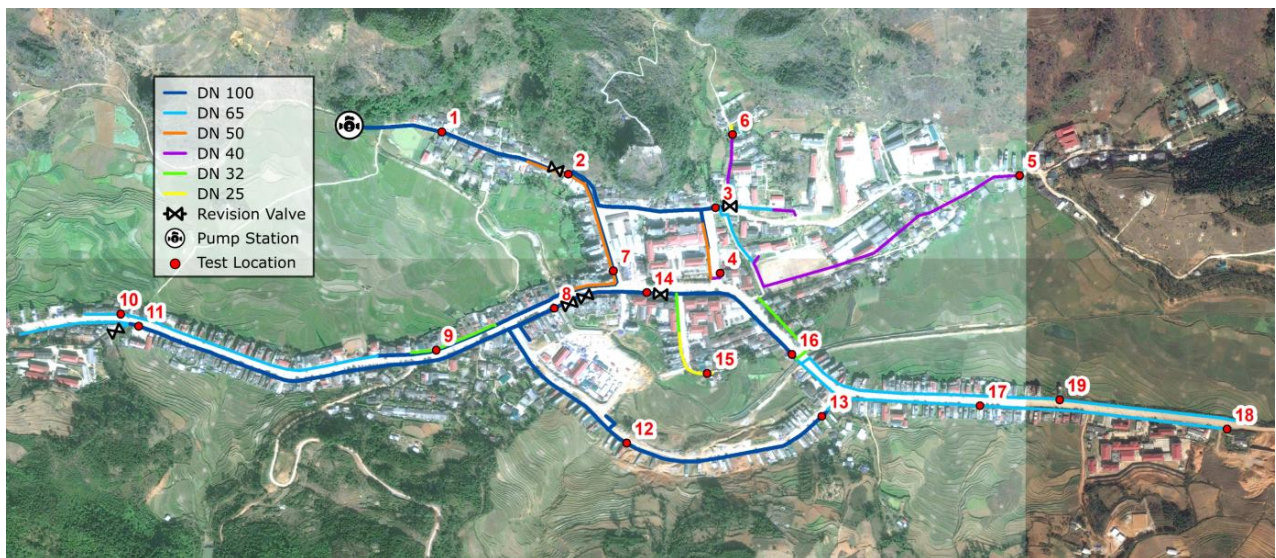 DN 100
DN 65
DN 50
DN 40
DN 32
DN 25
Revision Valve
Pump Station
Test Location
1
2
6
5
3
7
4
14
8
10
11
9
16
15
19
17
13
18
12